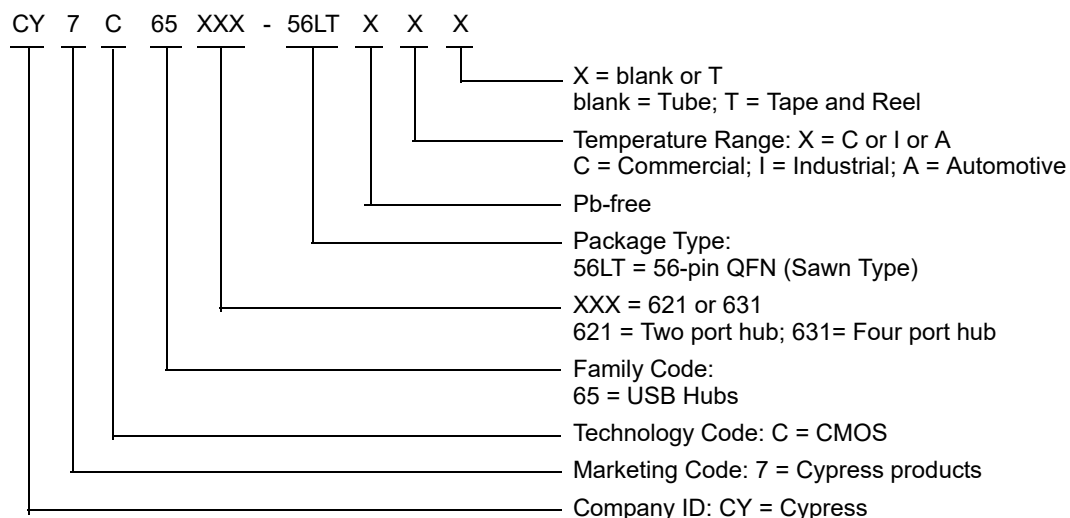 CY 7 C 65 XXX - 56LT X X X
X = blank or T
blank = Tube; T = Tape and Reel
Temperature Range: X = C or I or A
C = Commercial; I = Industrial; A = Automotive
Pb-free
Package Type:
56LT = 56-pin QFN (Sawn Type)
XXX = 621 or 631
621 = Two port hub; 631= Four port hub
Family Code:
65 = USB Hubs
Technology Code: C = CMOS
Marketing Code: 7 = Cypress products
Company ID: CY = Cypress